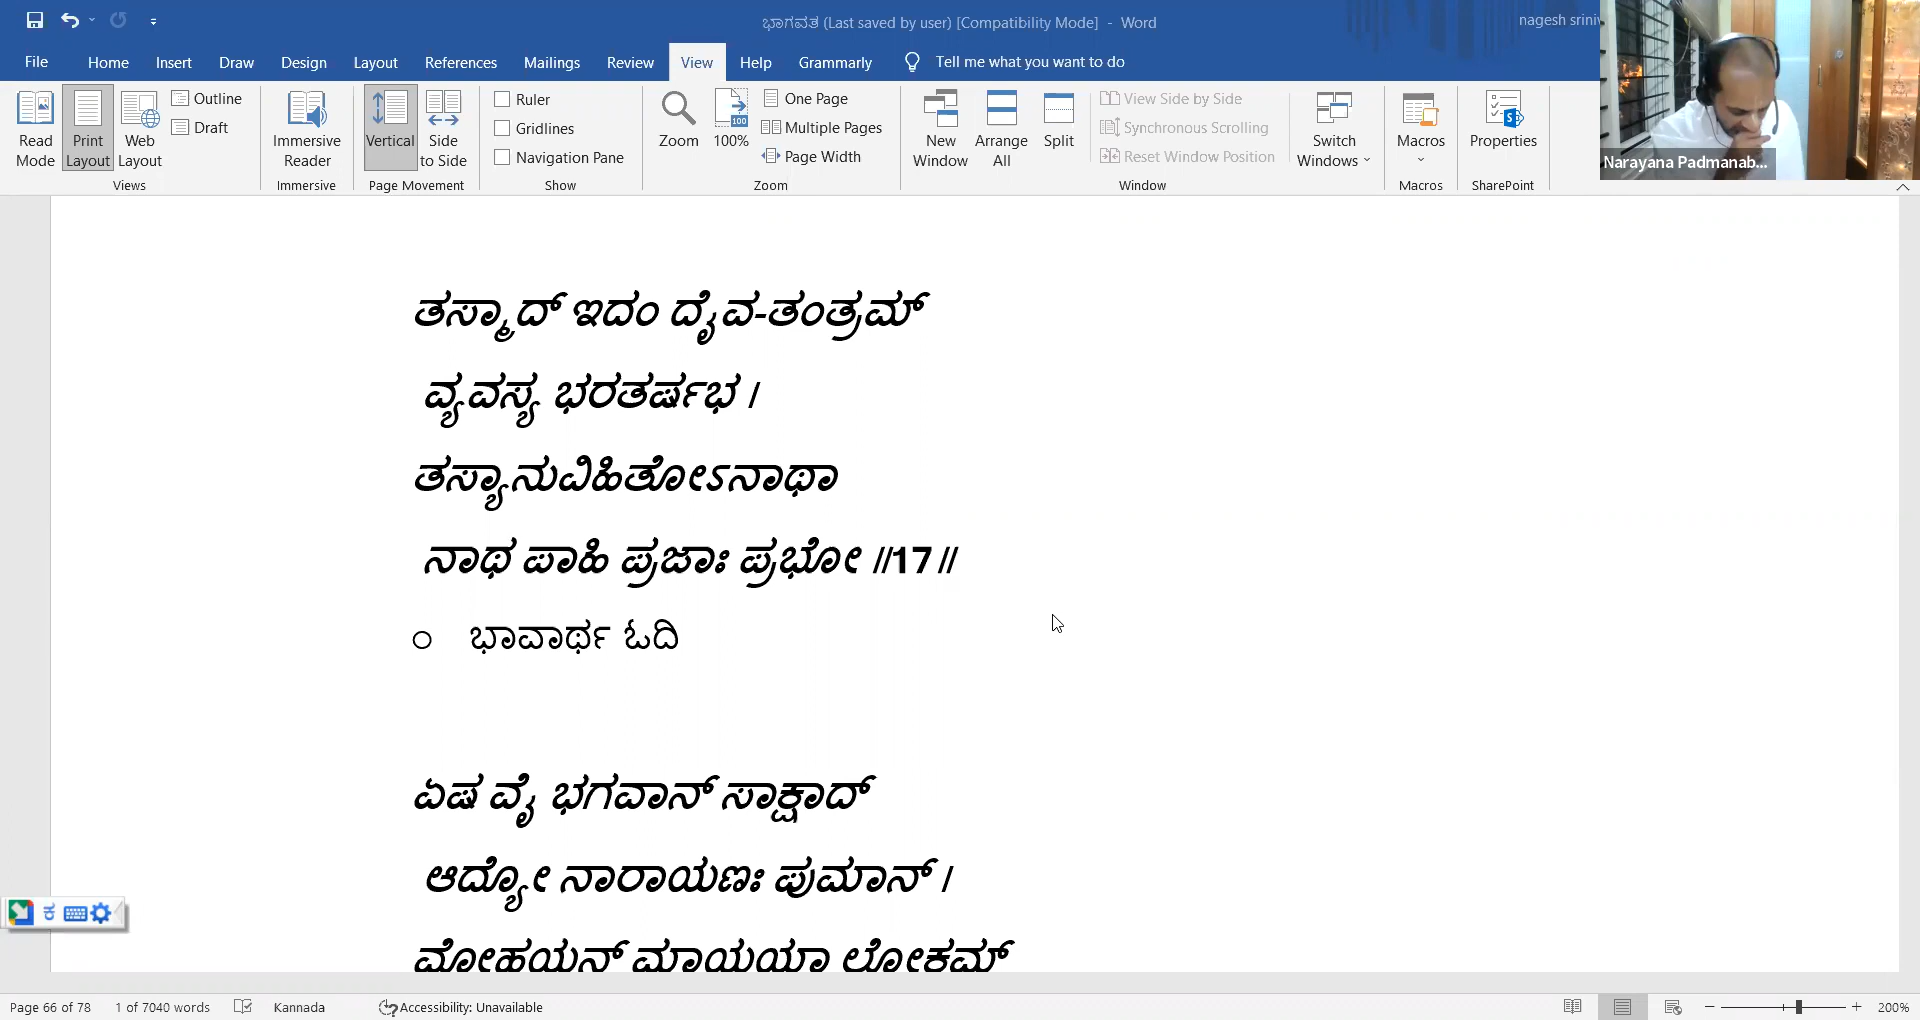 ಭಾಗವತ (Last saved by user) [Compatibility Mode] - Word
nagesh
File Home Insert Draw Design Layout References Mailings Review View Help Grammarly Tell me what you want to do
Read Mode
Print Layout
Web Layout
Outline
Draft
Views
Immersive Reader
Immersive
Vertical
Side to Side
Page Movement
Ruler
Gridlines
Navigation Pane
Show
Zoom
100
100%
One Page
Multiple Pages
Page Width
Zoom
New Window
Arrange All
Split
View Side by Side
Synchronous Scrolling
Reset Window Position
Window
Switch Windows
Macros
Macros
Properties
SharePoint
Narayana Padmanab...
ತಸ್ಮಾದ್ ಇದಂ ದೈವ-ತಂತ್ರಮ್
ವ್ಯವಸ್ಯ ಭರತರ್ಷಭ /
ತಸ್ಯಾನುವಿಹಿತೋಽನಾಥಾ
ನಾಥ ಪಾಹಿ ಪ್ರಜಾಃ ಪ್ರಭೋ //17//
ಭಾವಾರ್ಥ ಓದಿ
ಏಷ ವೈ ಭಗವಾನ್ ಸಾಕ್ಷಾದ್
ಆದ್ಯೋ ನಾರಾಯಣಃ ಪುಮಾನ್ /
ಮೋಹಯನ್ ಮಾಯಯಾ ಲೋಕಮ್
ಕ
Page 66 of 78 1 of 7040 words Kannada Accessibility: Unavailable 200%